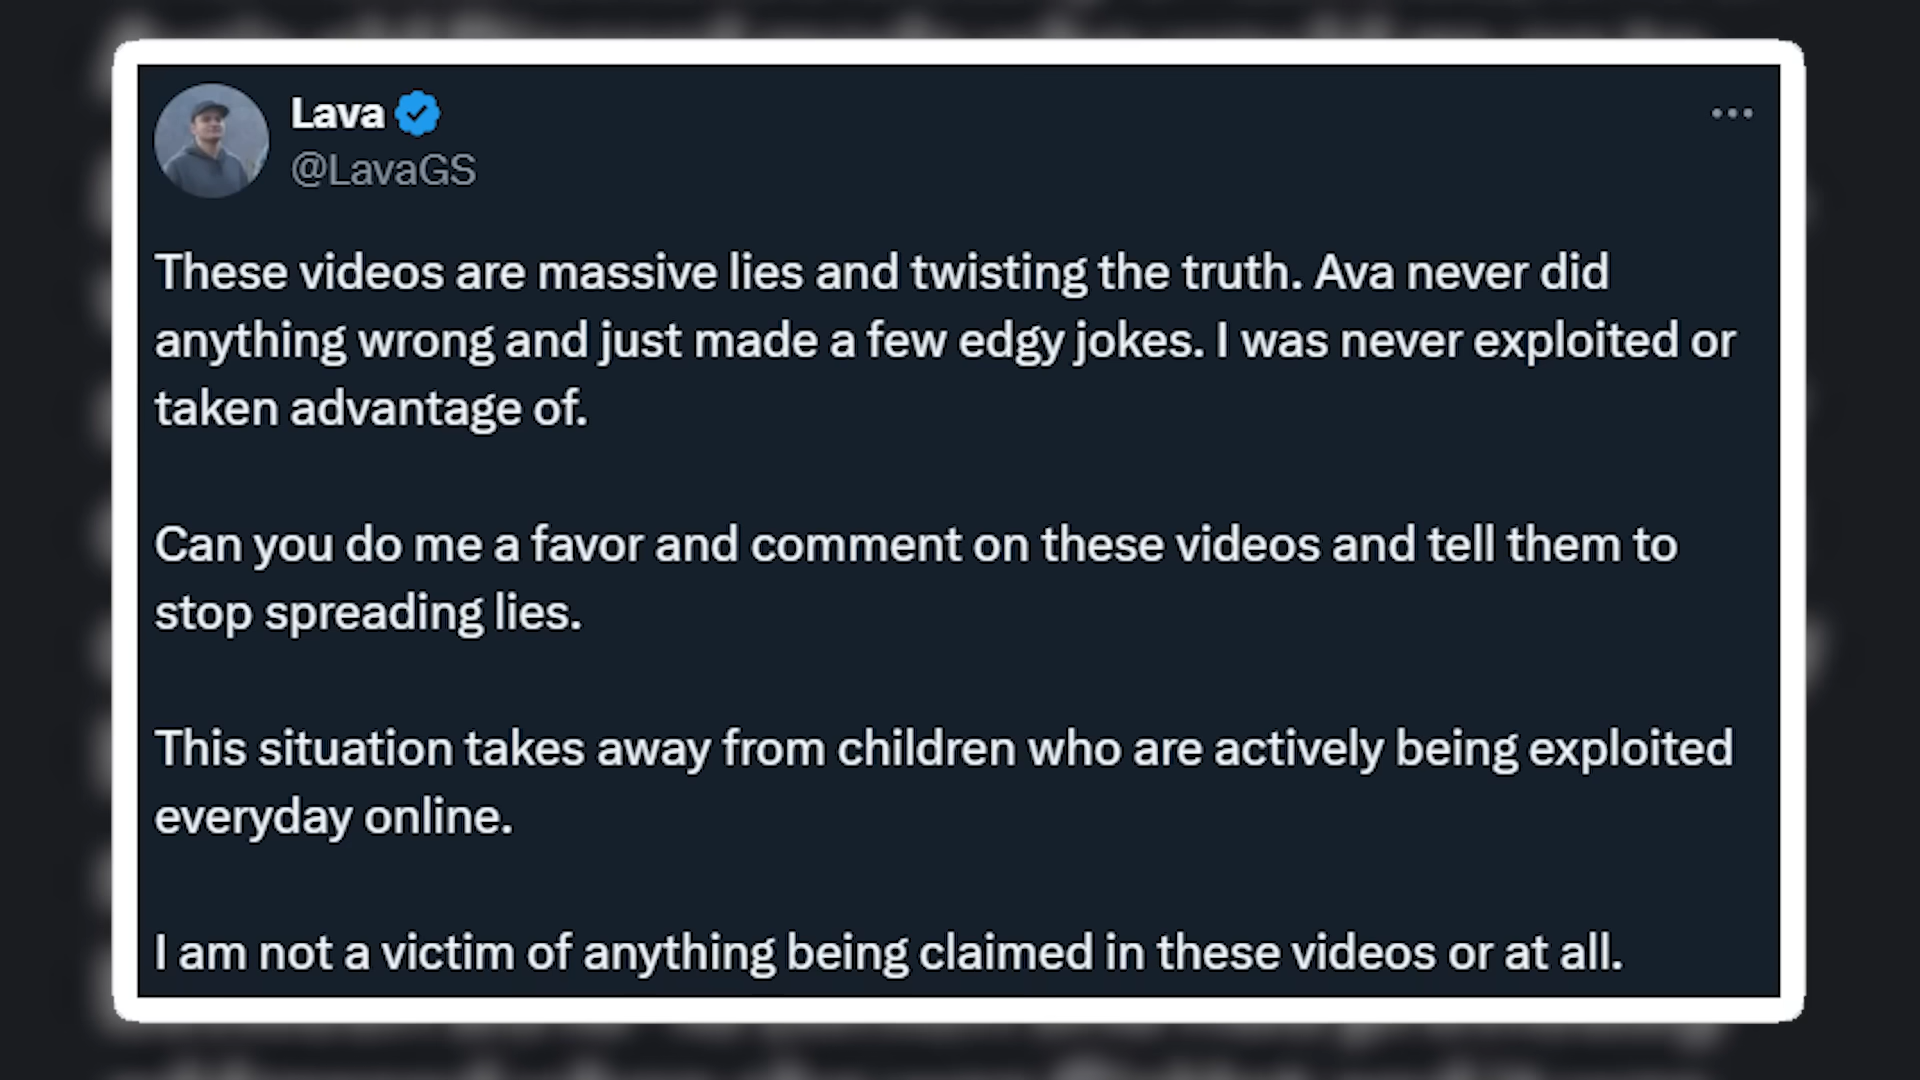 Lava
@LavaGS
These videos are massive lies and twisting the truth. Ava never did
anything wrong and just made a few edgy jokes. I was never exploited or
taken advantage of.
Can you do me a favor and comment on these videos and tell them to
stop spreading lies.
This situation takes away from children who are actively being exploited
everyday online.
I am not a victim of anything being claimed in these videos or at all.